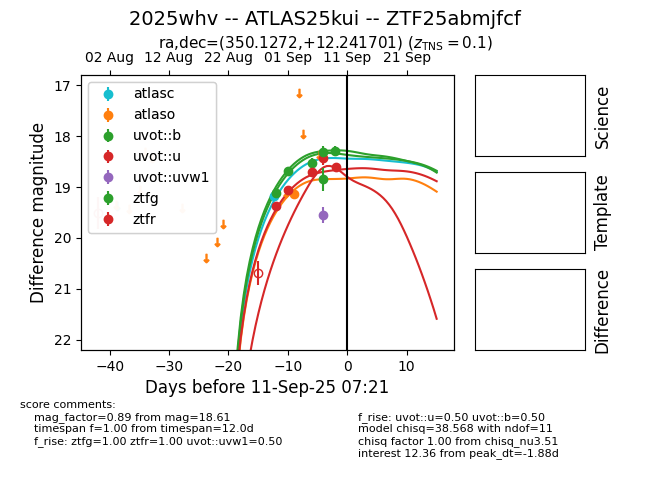 2025whv -- ATLAS25kui -- ZTF25abmjfcf
ra,dec=(350.1272,+12.241701) (zTNS = 0.1)
02 Aug 12 Aug 22 Aug 01 Sep 11 Sep 21 Sep
17
18
19
20
21
22
Difference magnitude
atlasc
atlaso
uvot::b
uvot::u
uvot::uvw1
ztfg
ztfr
−40 −30 −20 −10 0 10
Days before 11-Sep-25 07:21
Science
Template
Difference
score comments:
mag_factor=0.89 from mag=18.61
timespan f=1.00 from timespan=12.0d
f_rise: ztfg=1.00 ztfr=1.00 uvot::uvw1=0.50
f_rise: uvot::u=0.50 uvot::b=0.50
model chisq=38.568 with ndof=11
chisq factor 1.00 from chisq_nu3.51
interest 12.36 from peak_dt=-1.88d